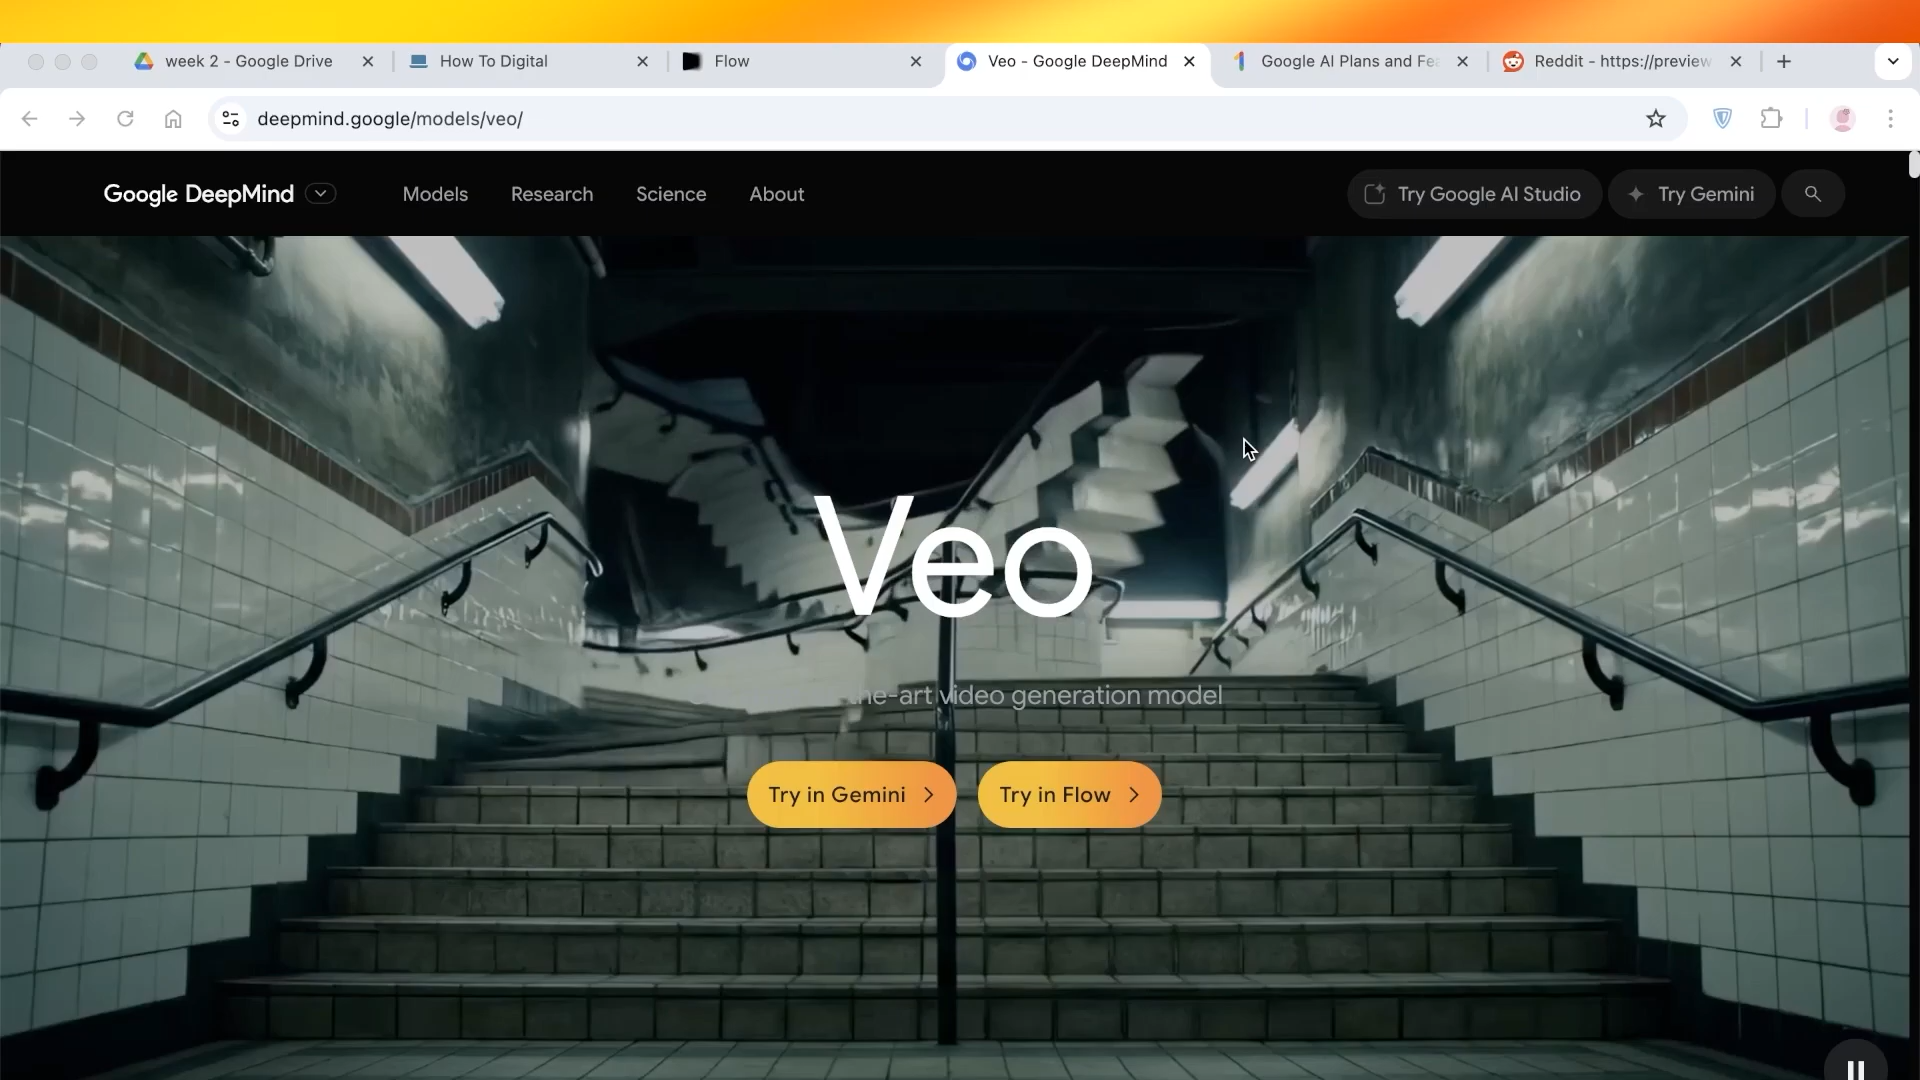 week 2 - Google Drive
How To Digital
Flow
Veo - Google DeepMind
Google AI Plans and Fe
Reddit - https://preview
deepmind.google/models/veo/
Google DeepMind
Models
Research
Science
About
Try Google AI Studio
Try Gemini
Veo
the-art video generation model
Try in Gemini
Try in Flow